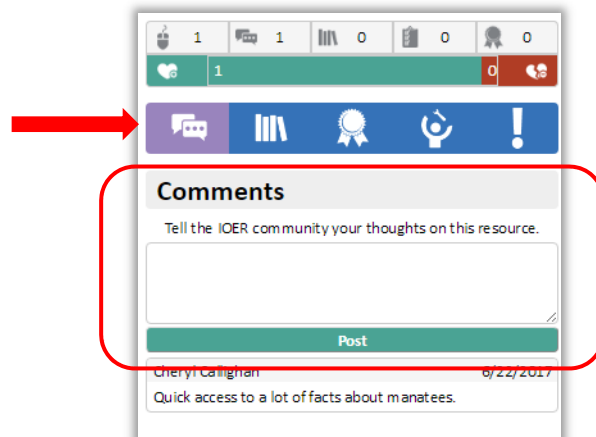 1 1 0 0 0
1 0
Comments
Tell the IOER community your thoughts on this resource.
Post
Cheryl Callighan 6/22/2017
Quick access to a lot of facts about manatees.